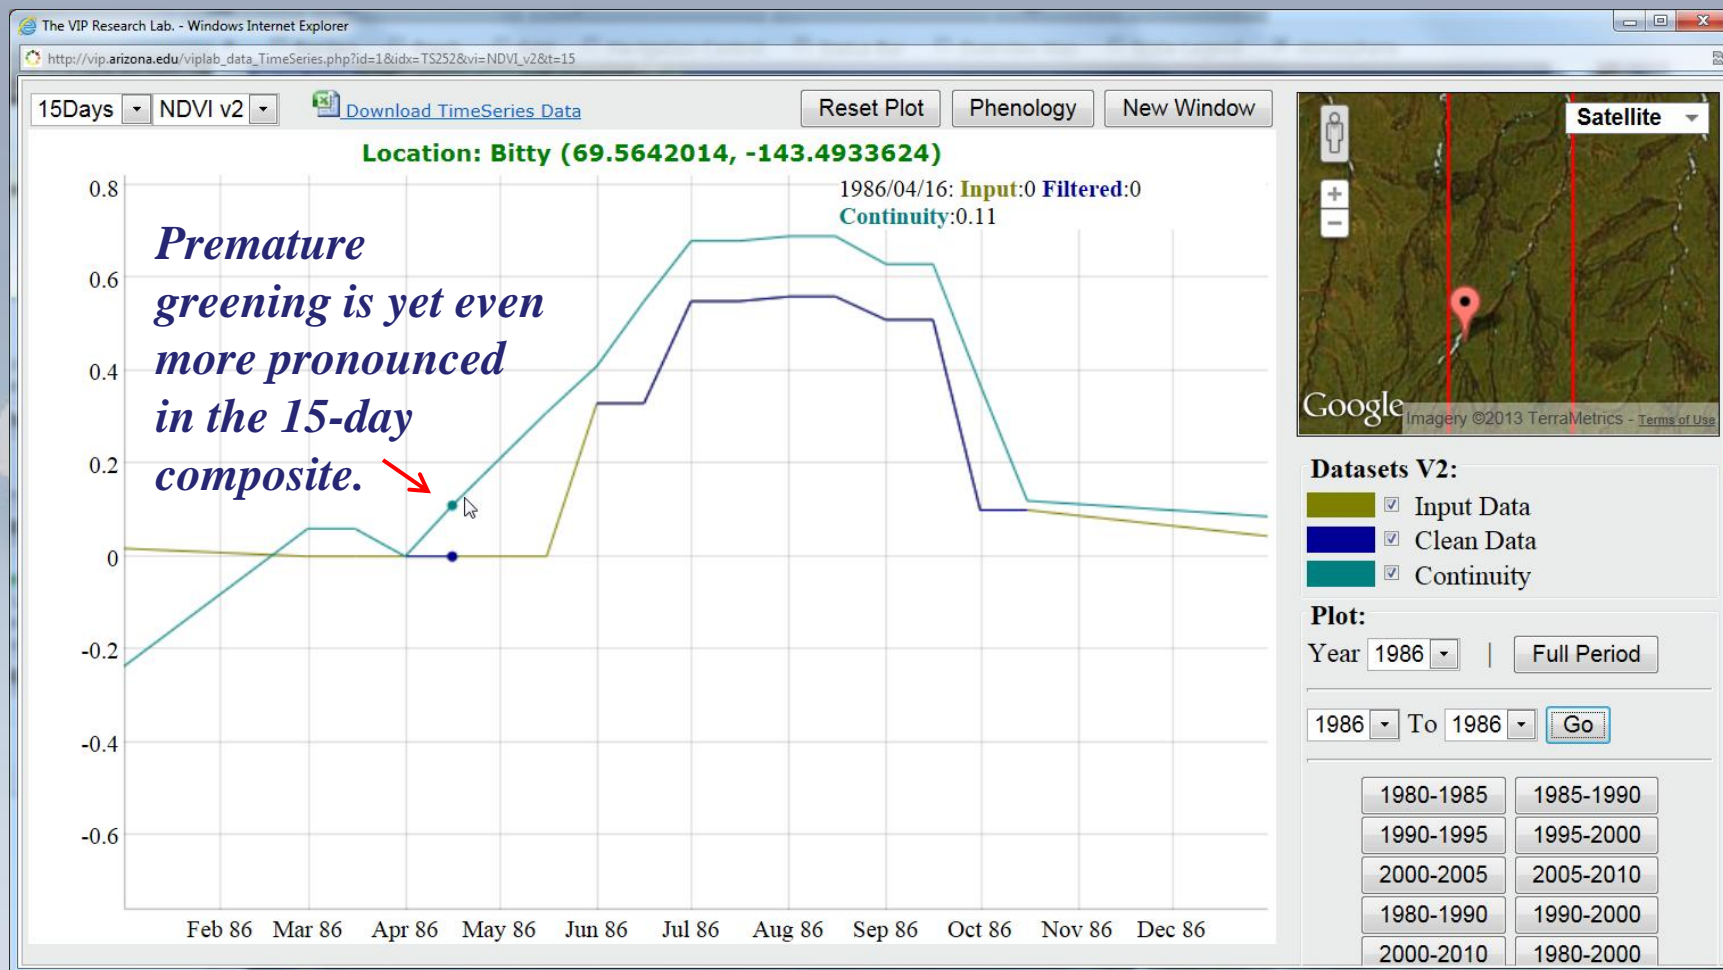 The VIP Research Lab. - Windows Internet Explorer
http://vip.arizona.edu/viplab_data_TimeSeries.php?id=1&idx=TS252&vi=NDVI_v2&t=15
15Days NDVI v2 Download TimeSeries Data Reset Plot Phenology New Window
Location: Bitty (69.5642014, -143.4933624)
1986/04/16: Input:0 Filtered:0
Continuity:0.11
Premature
greening is yet even
more pronounced
in the 15-day
composite.
0.8
0.6
0.4
0.2
0
-0.2
-0.4
-0.6
Feb 86 Mar 86 Apr 86 May 86 Jun 86 Jul 86 Aug 86 Sep 86 Oct 86 Nov 86 Dec 86
Satellite
+
−
Google Imagery ©2013 TerraMetrics - Terms of Use
Datasets V2:
Input Data
Clean Data
Continuity
Plot:
Year 1986 | Full Period
1986 To 1986 Go
1980-1985 1985-1990
1990-1995 1995-2000
2000-2005 2005-2010
1980-1990 1990-2000
2000-2010 1980-2000